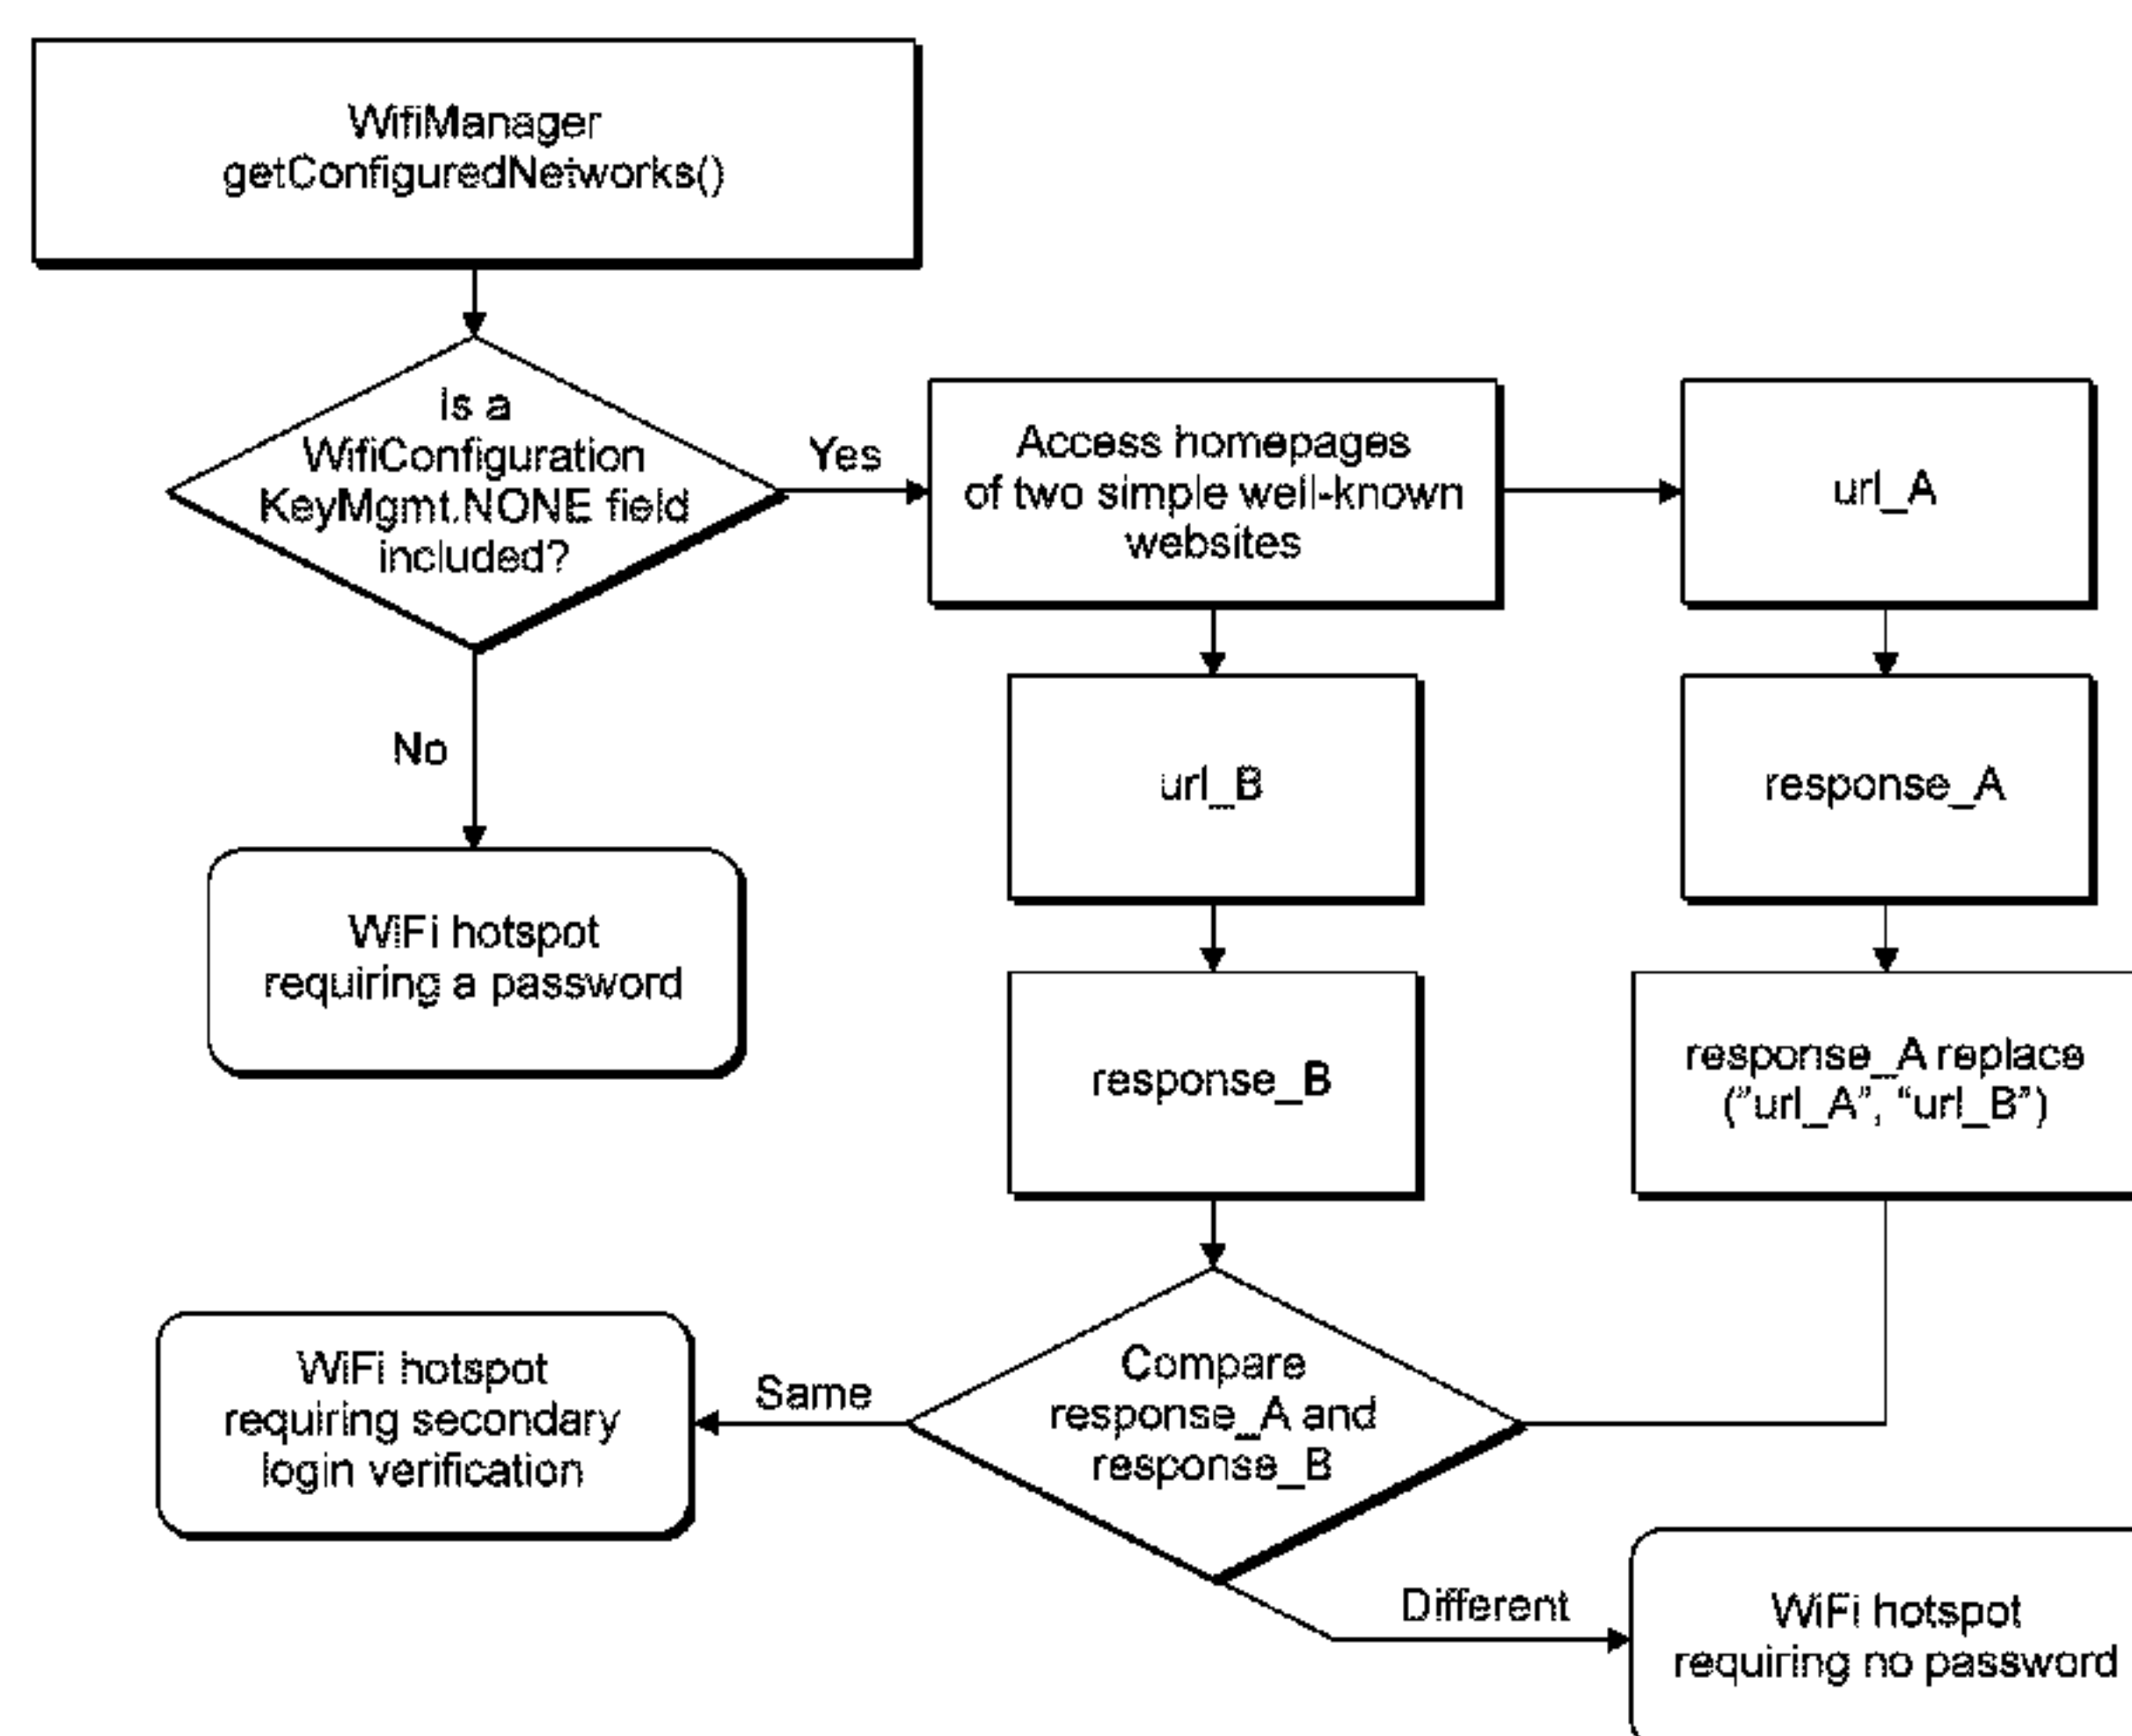 WifiManager
getConfiguredNetworks()
Is a
WifiConfiguration
KeyMgmt.NONE field
included?
Yes
Access homepages
of two simple well-known
websites
url_A
No
url_B
response_A
WiFi hotspot
requiring a password
response_B
response_A replace
(”url_A”, “url_B”)
WiFi hotspot
requiring secondary
login verification
Same
Compare
response_A and
response_B
Different
WiFi hotspot
requiring no password